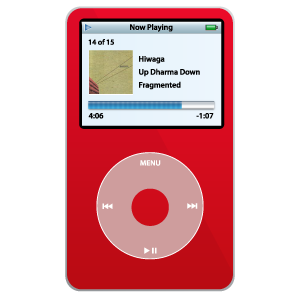 Now Playing
14 of 15
Hiwaga
Up Dharma Down
Fragmented
4:06 -1:07
MENU